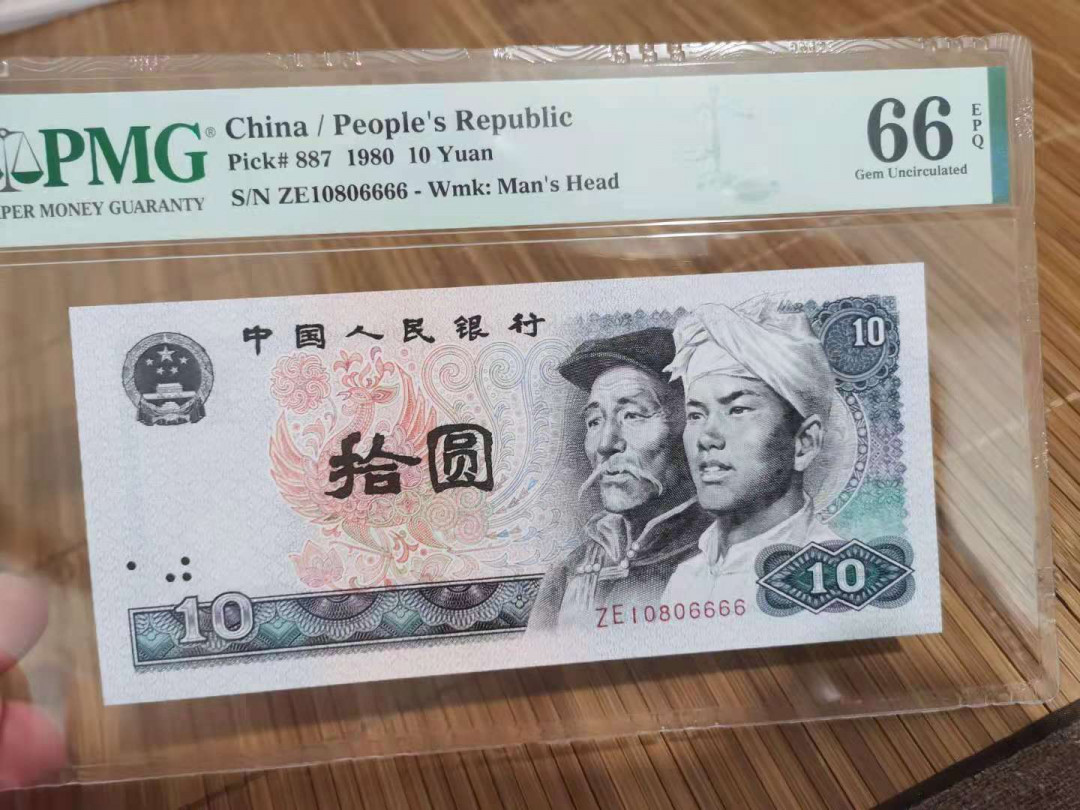 PMG®
PER MONEY GUARANTY
China / People's Republic
Pick# 887 1980 10 Yuan
S/N ZE10806666 - Wmk: Man's Head
66
EPQ
Gem Uncirculated
中国人民银行
10
拾圆
10
ZE10806666
10